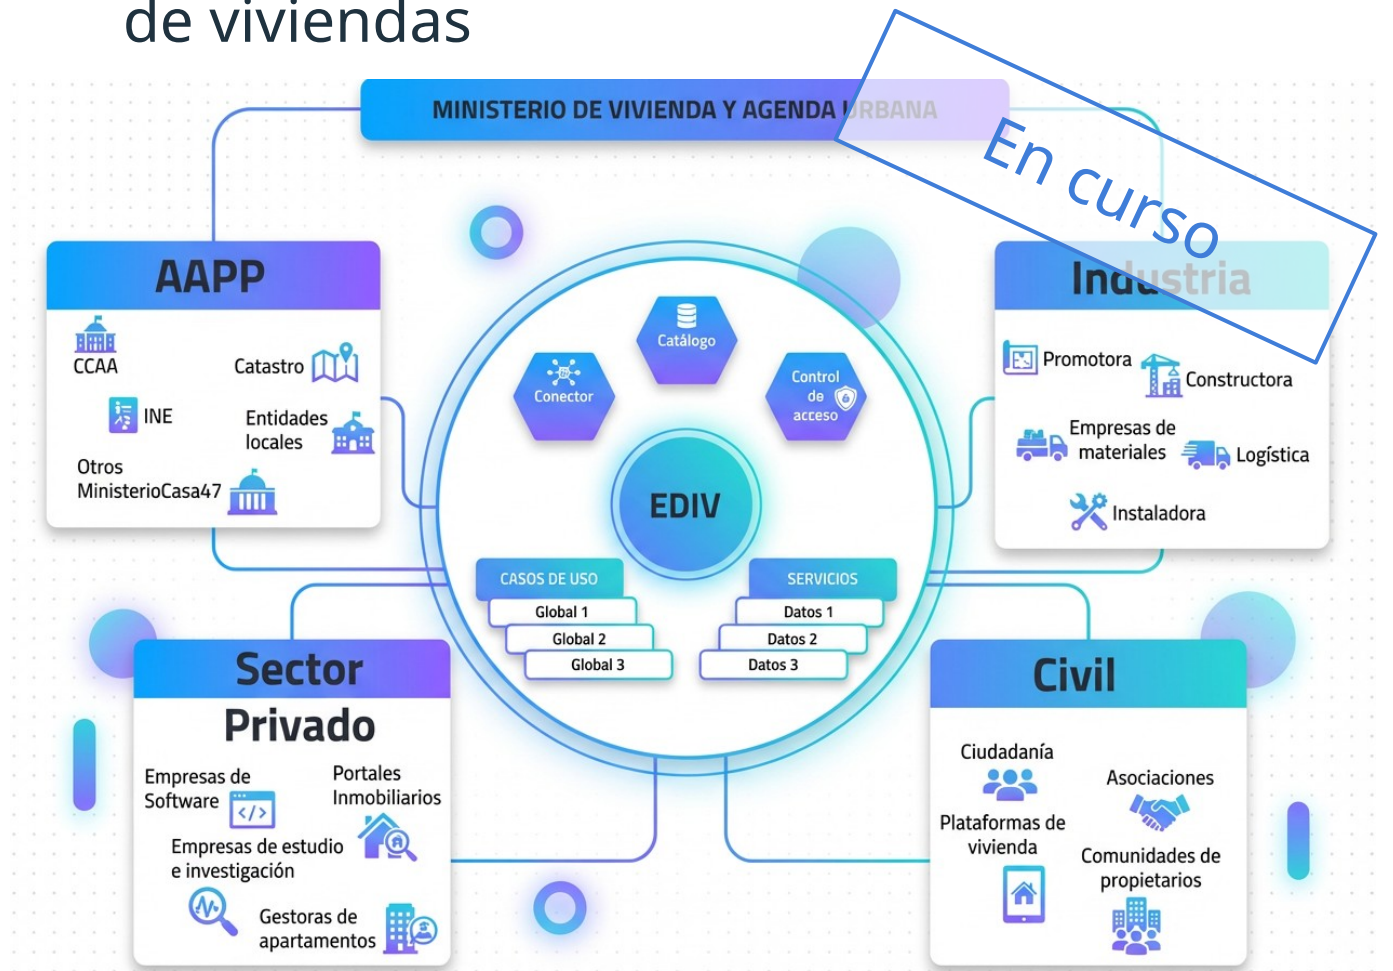 de viviendas
MINISTERIO DE VIVIENDA Y AGENDA URBANA
En curso
AAPP
CCAA
Catastro
INE
Entidades
locales
Otros
MinisterioCasa47
Industria
Promotora
Constructora
Empresas de
materiales
Logística
Instaladora
Catálogo
Conector
Control
de
acceso
EDIV
CASOS DE USO
Global 1
Global 2
Global 3
SERVICIOS
Datos 1
Datos 2
Datos 3
Sector
Privado
Empresas de
Software
</>
Portales
Inmobiliarios
Empresas de estudio
e investigación
Gestoras de
apartamentos
Civil
Ciudadanía
Asociaciones
Plataformas de
vivienda
Comunidades de
propietarios